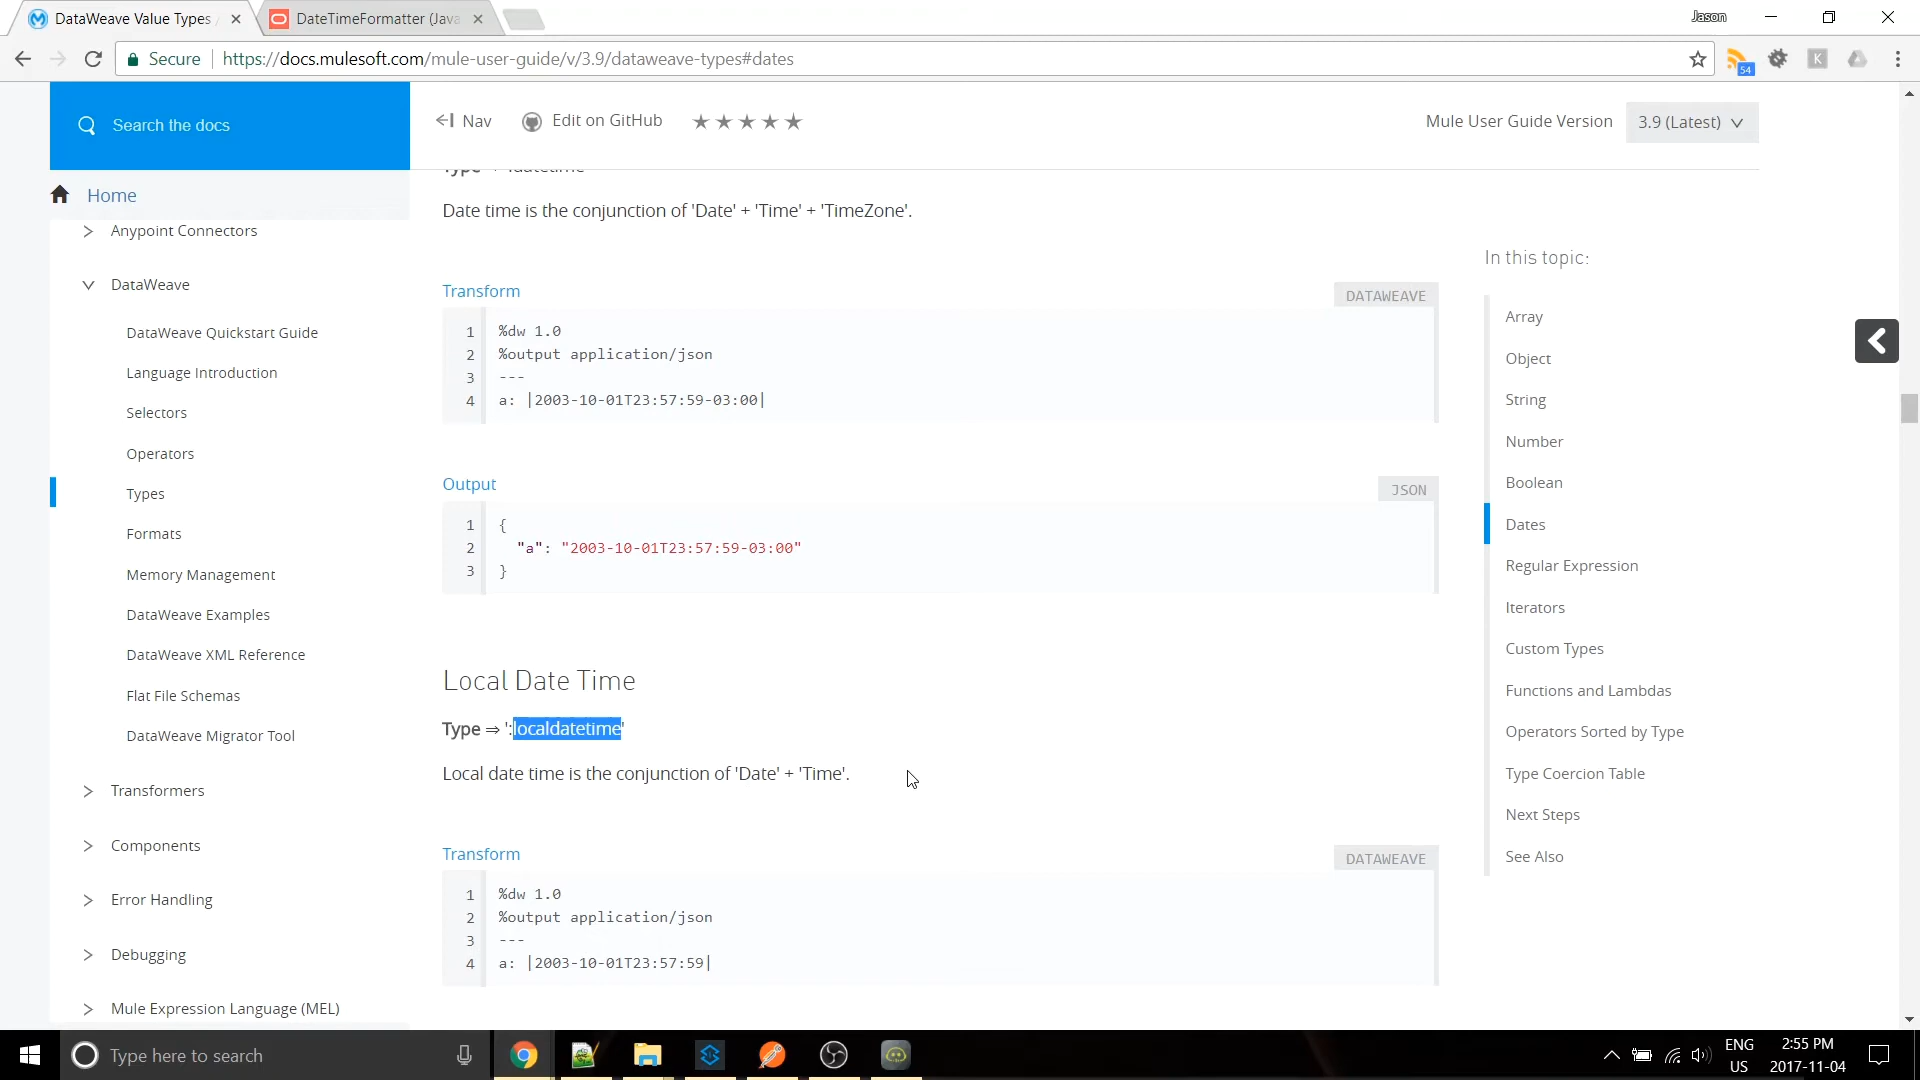 DataWeave Value Types
DateTimeFormatter (Java
Jason
Secure
https://docs.mulesoft.com/mule-user-guide/v/3.9/dataweave-types#dates
54
K
Search the docs
Nav
Edit on GitHub
Mule User Guide Version
3.9 (Latest)
Home
Anypoint Connectors
DataWeave
DataWeave Quickstart Guide
Language Introduction
Selectors
Operators
Types
Formats
Memory Management
DataWeave Examples
DataWeave XML Reference
Flat File Schemas
DataWeave Migrator Tool
Transformers
Components
Error Handling
Debugging
Mule Expression Language (MEL)
Date time is the conjunction of 'Date' + 'Time' + 'TimeZone'.
Transform
DATAWEAVE
1 %dw 1.0
2 %output application/json
3 ---
4 a: |2003-10-01T23:57:59-03:00|
Output
JSON
1 {
2 "a": "2003-10-01T23:57:59-03:00"
3 }
Local Date Time
Type ⇒ ':localdatetime'
Local date time is the conjunction of 'Date' + 'Time'.
Transform
DATAWEAVE
1 %dw 1.0
2 %output application/json
3 ---
4 a: |2003-10-01T23:57:59|
In this topic:
Array
Object
String
Number
Boolean
Dates
Regular Expression
Iterators
Custom Types
Functions and Lambdas
Operators Sorted by Type
Type Coercion Table
Next Steps
See Also
Type here to search
ENG
US
2:55 PM
2017-11-04